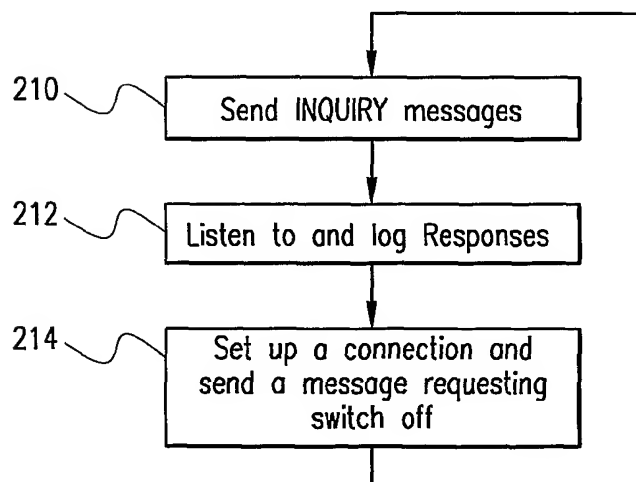 210
Send INQUIRY messages
212
Listen to and log Responses
214
Set up a connection and
send a message requesting
switch off